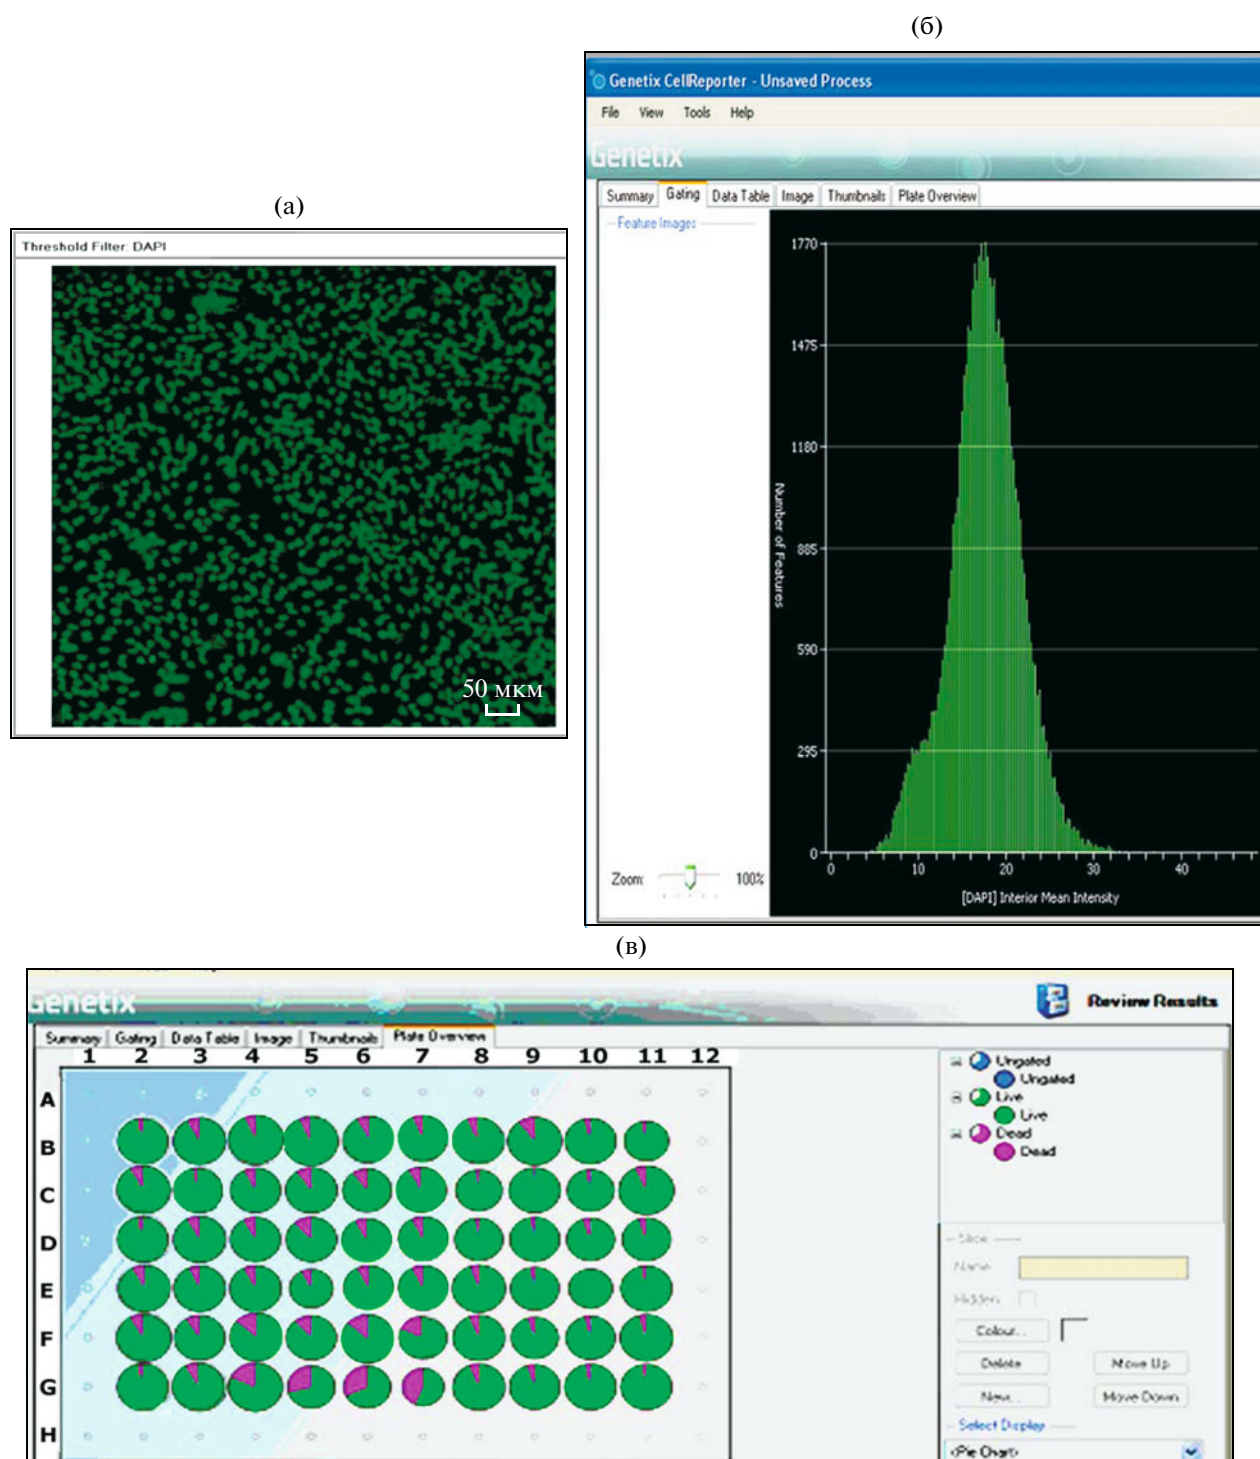 (б)
Genetix CellReporter - Unsaved Process
File View Tools Help
Genetix
Summary Gating Data Table Image Thumbnails Plate Overview
Feature Images
1770
1475
1180
885
590
295
0
Number of Features
0 10 20 30 40
[DAPI] Interior Mean Intensity
Zoom: 100%
(а)
Threshold Filter: DAPI
50 мкм
(в)
Genetix
Review Results
Summary Gating Data Table Image Thumbnails Plate Overview
1 2 3 4 5 6 7 8 9 10 11 12
A
B
C
D
E
F
G
H
Ungated
Ungated
Live
Live
Dead
Dead
Slice
Name
Hidden
Colour...
Delete Move Up
New... Move Down
Select Display
<Pie Chart>